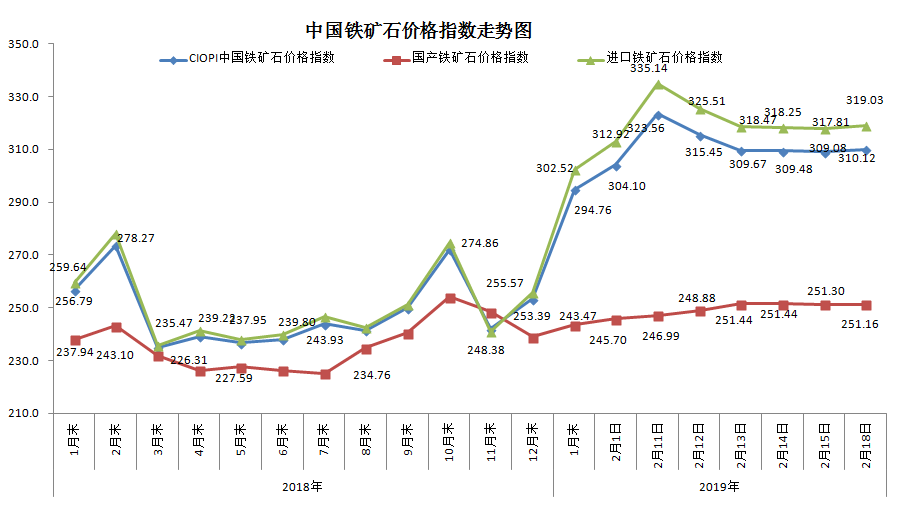 中国铁矿石价格指数走势图
CIOPI中国铁矿石价格指数 国产铁矿石价格指数 进口铁矿石价格指数
350.0
330.0
310.0
290.0
270.0
250.0
230.0
210.0
259.64
278.27
235.47
239.22
237.95
239.80
274.86
255.57
302.52
312.92
335.14
325.51
318.47
318.25
317.81
319.03
256.79
243.93
253.39
294.76
304.10
323.56
315.45
309.67
309.48
309.08
310.12
237.94
243.10
226.31
227.59
234.76
248.38
243.47
245.70
246.99
248.88
251.44
251.44
251.30
251.16
1月末
2月末
3月末
4月末
5月末
6月末
7月末
8月末
9月末
10月末
11月末
12月末
1月末
2月1日
2月11日
2月12日
2月13日
2月14日
2月15日
2月18日
2018年 2019年